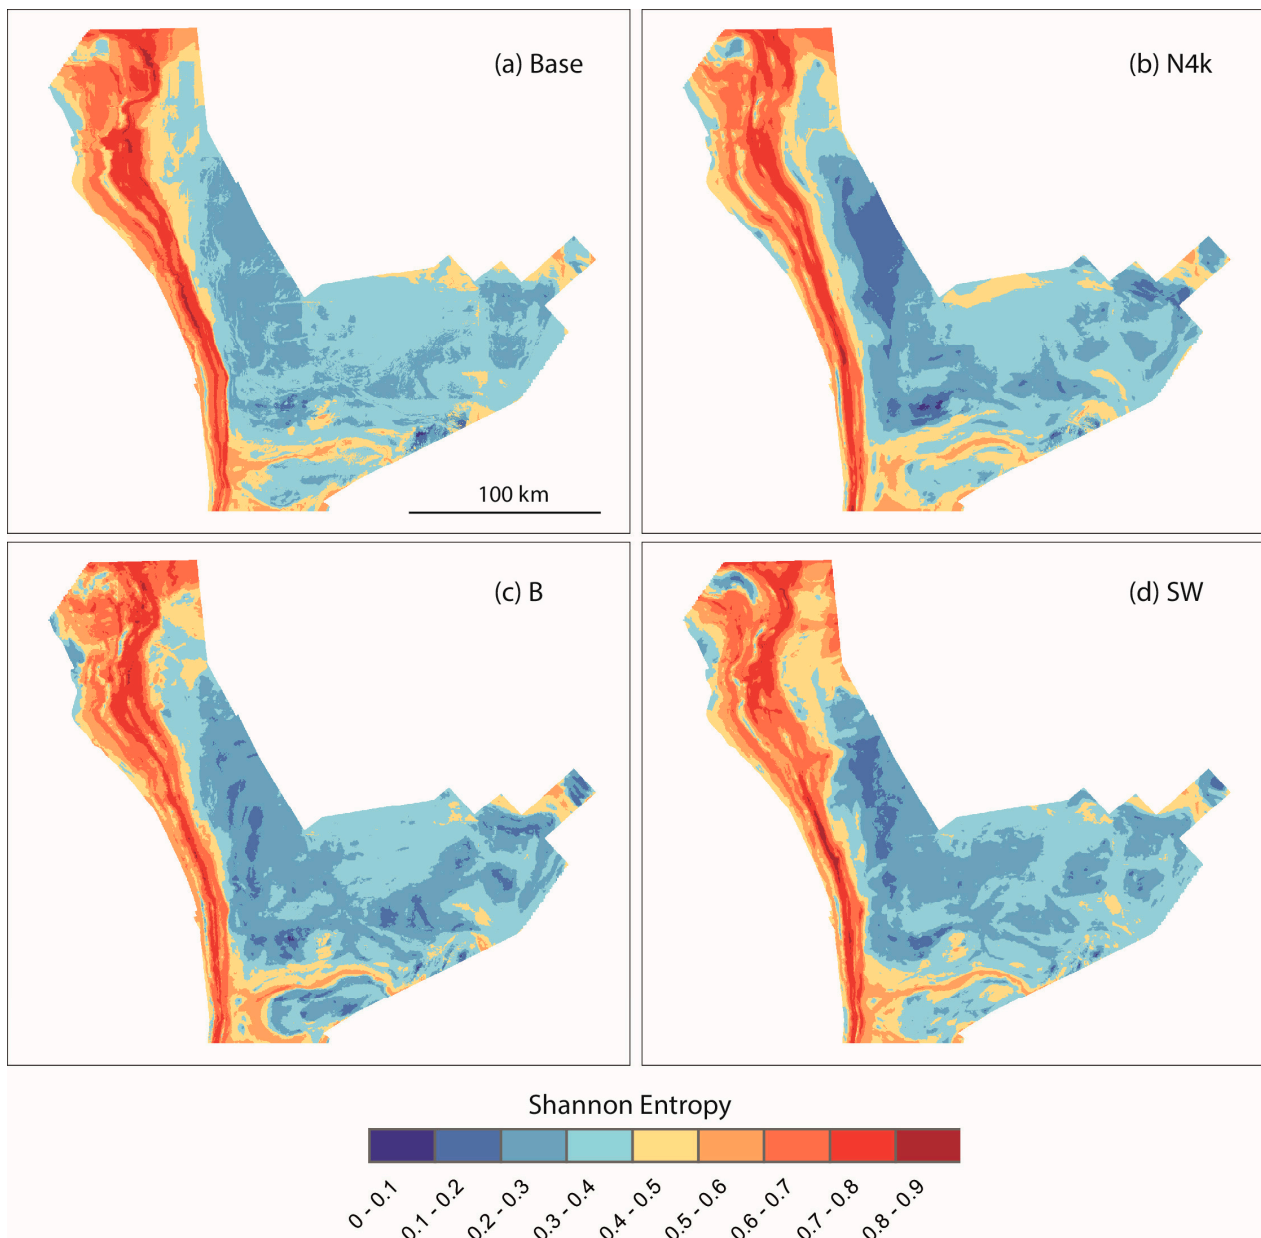 (a) Base
(b) N4k
100 km
(c) B
(d) SW
Shannon Entropy
0 - 0.1
0.1 - 0.2
0.2 - 0.3
0.3 - 0.4
0.4 - 0.5
0.5 - 0.6
0.6 - 0.7
0.7 - 0.8
0.8 - 0.9